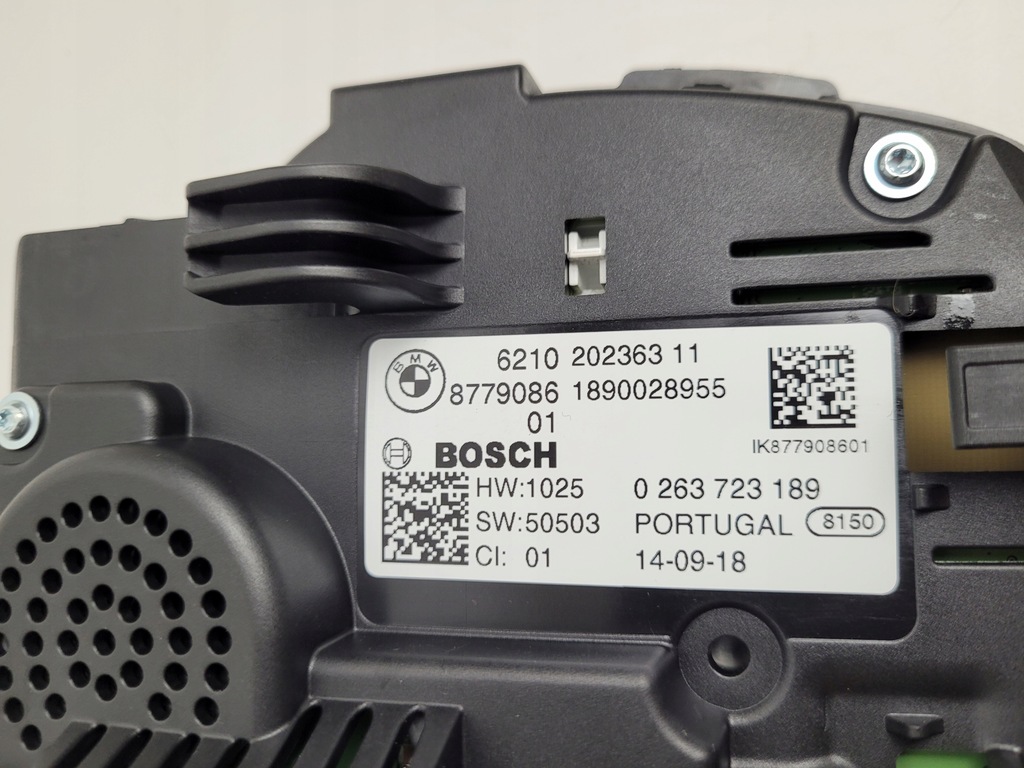 BMW
6210 202363 11
8779086 1890028955
01
IK877908601
BOSCH
HW:1025 0 263 723 189
SW:50503 PORTUGAL 8150
CI: 01 14-09-18